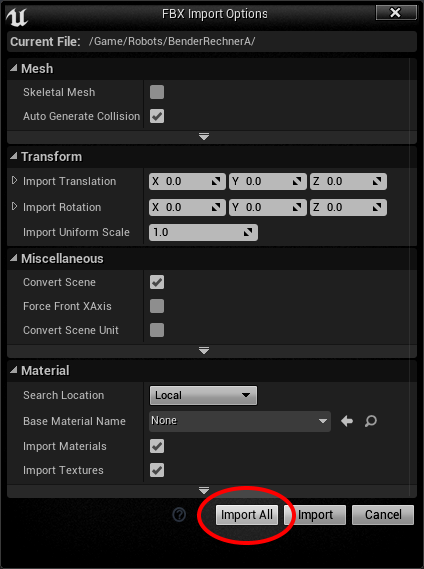 FBX Import Options
Current File: /Game/Robots/BenderRechnerA/
Mesh
Skeletal Mesh
Auto Generate Collision
Transform
Import Translation X 0.0 Y 0.0 Z 0.0
Import Rotation X 0.0 Y 0.0 Z 0.0
Import Uniform Scale 1.0
Miscellaneous
Convert Scene
Force Front XAxis
Convert Scene Unit
Material
Search Location Local
Base Material Name None
Import Materials
Import Textures
? Import All Import Cancel